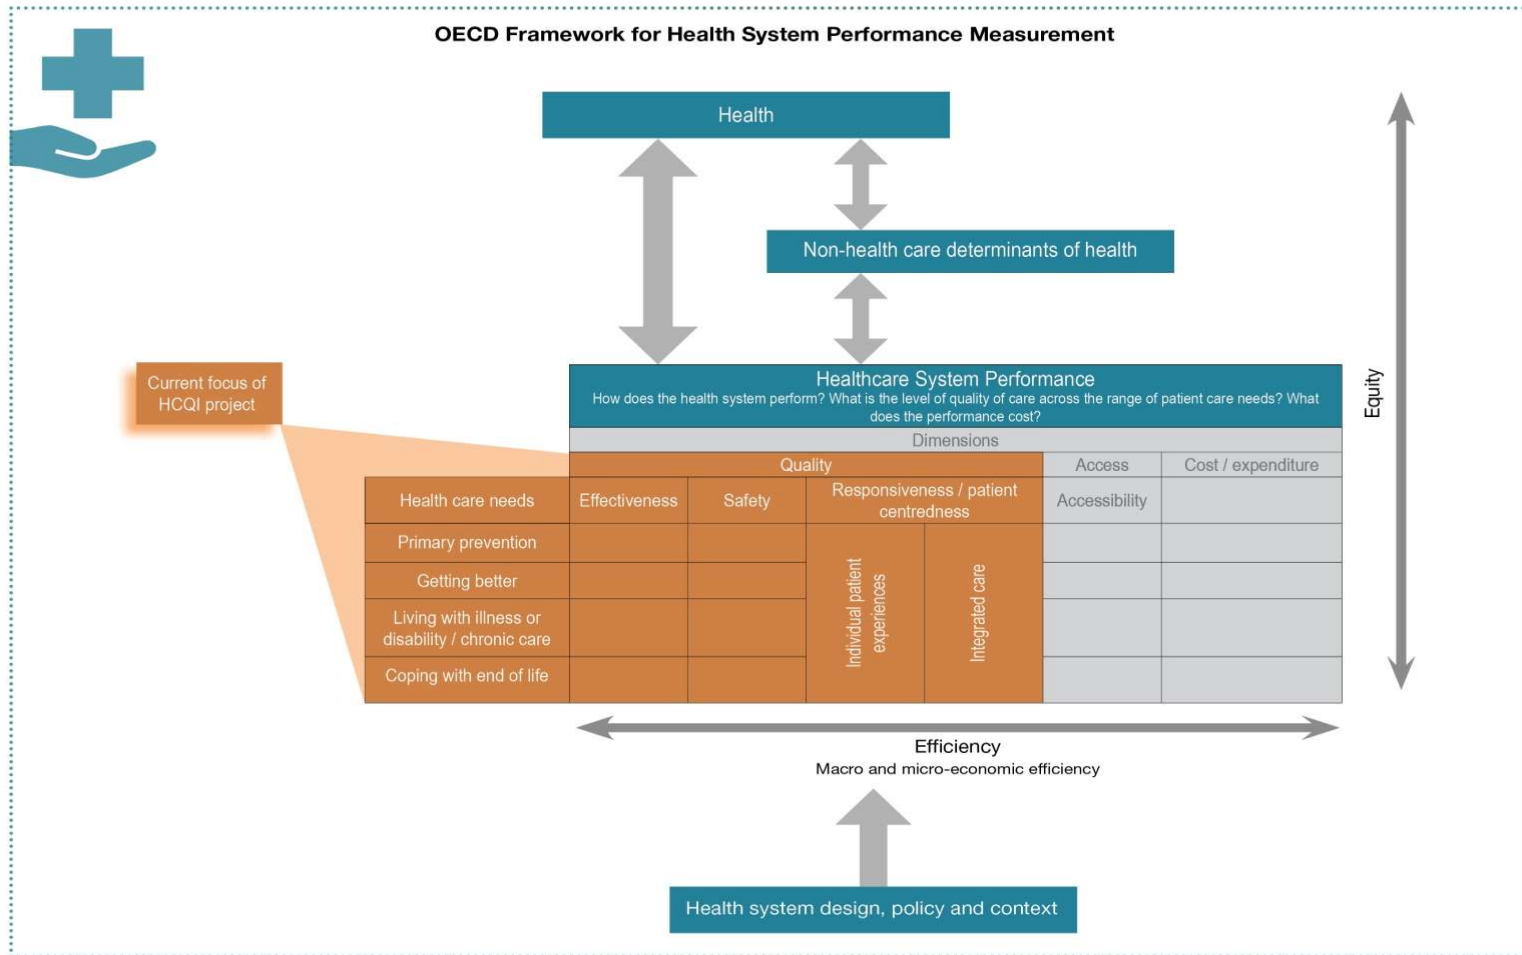 OECD Framework for Health System Performance Measurement
Health
Non-health care determinants of health
Current focus of
HCQI project
Healthcare System Performance
How does the health system perform? What is the level of quality of care across the range of patient care needs? What
does the performance cost?
Dimensions
Quality
Access
Cost / expenditure
Health care needs
Effectiveness
Safety
Responsiveness / patient
centredness
Accessibility
Primary prevention
Getting better
Living with illness or
disability / chronic care
Coping with end of life
Individual patient
experiences
Integrated care
Equity
Efficiency
Macro and micro-economic efficiency
Health system design, policy and context